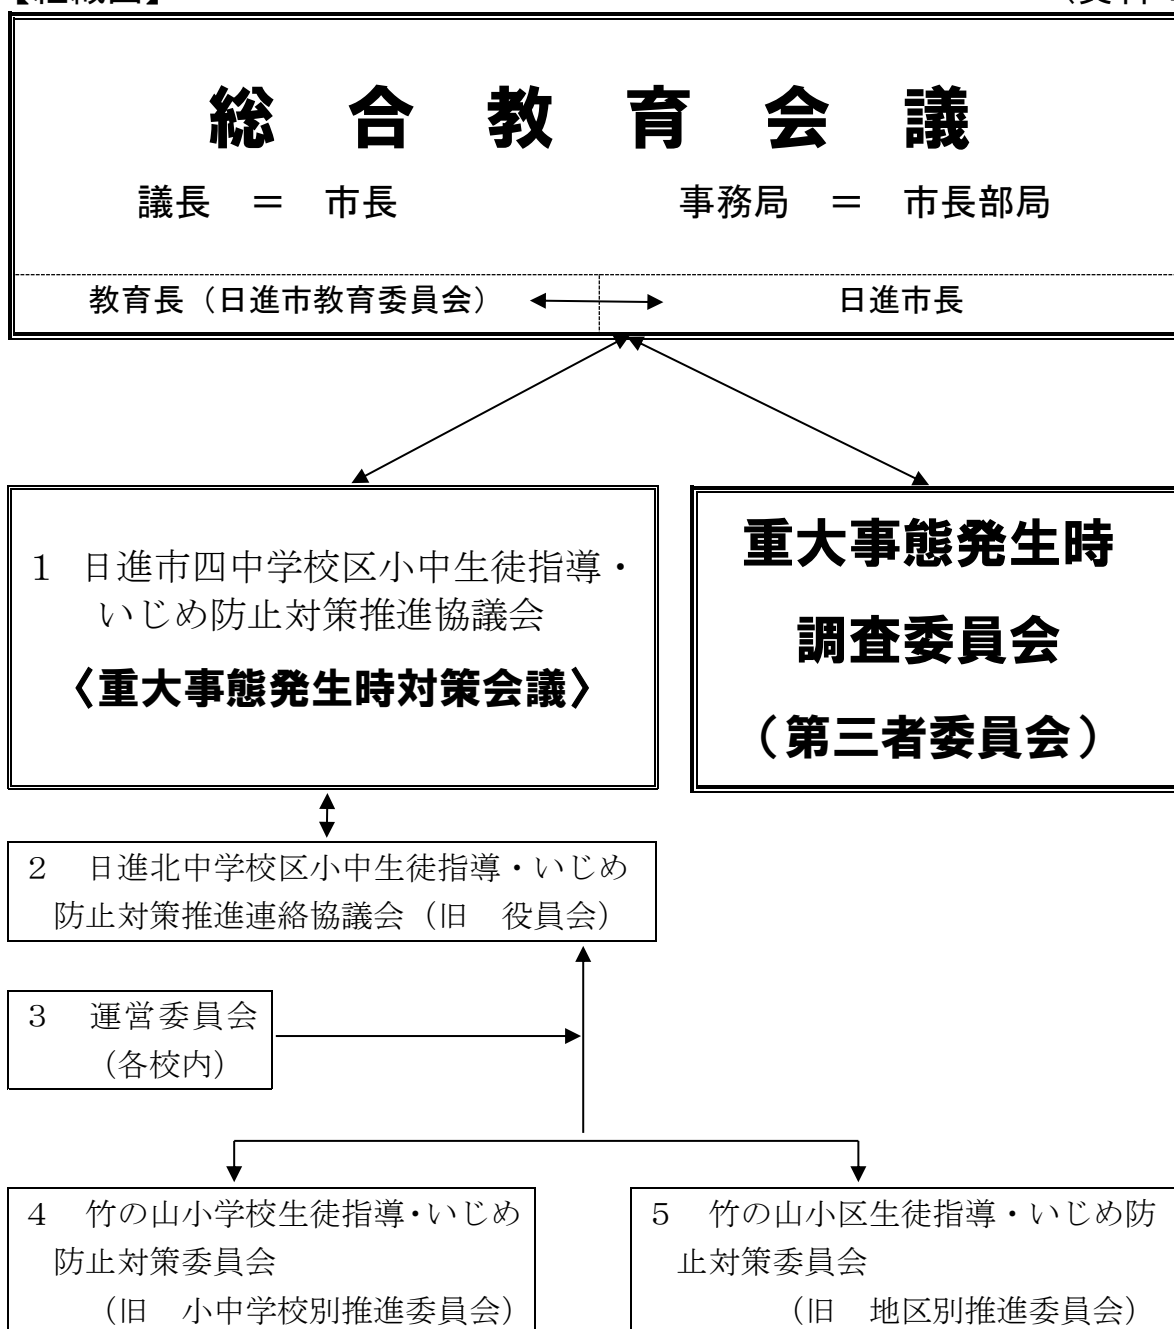 【組織図】
総　合　教　育　会　議
議長　＝　市長　　事務局　＝　市長部局
教育長（日進市教育委員会）
日進市長
１　日進市四中学校区小中生徒指導・
いじめ防止対策推進協議会
〈重大事態発生時対策会議〉
重大事態発生時
調査委員会
（第三者委員会）
２　日進北中学校区小中生徒指導・いじめ
防止対策推進連絡協議会（旧　役員会）
３　運営委員会
（各校内）
４　竹の山小学校生徒指導・いじめ
防止対策委員会
（旧　小中学校別推進委員会）
５　竹の山小区生徒指導・いじめ防
止対策委員会
（旧　地区別推進委員会）